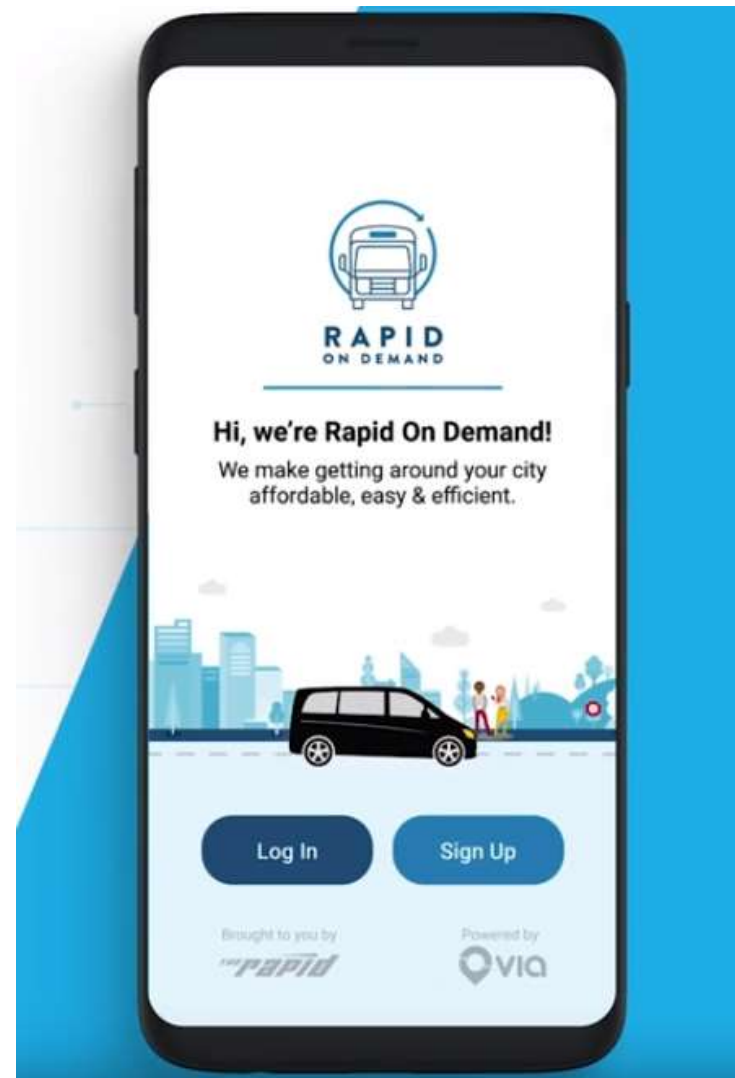 RAPID
ON DEMAND
Hi, we're Rapid On Demand!
We make getting around your city
affordable, easy & efficient.
Log In
Sign Up
Brought to you by
THE rapid
Powered by
via